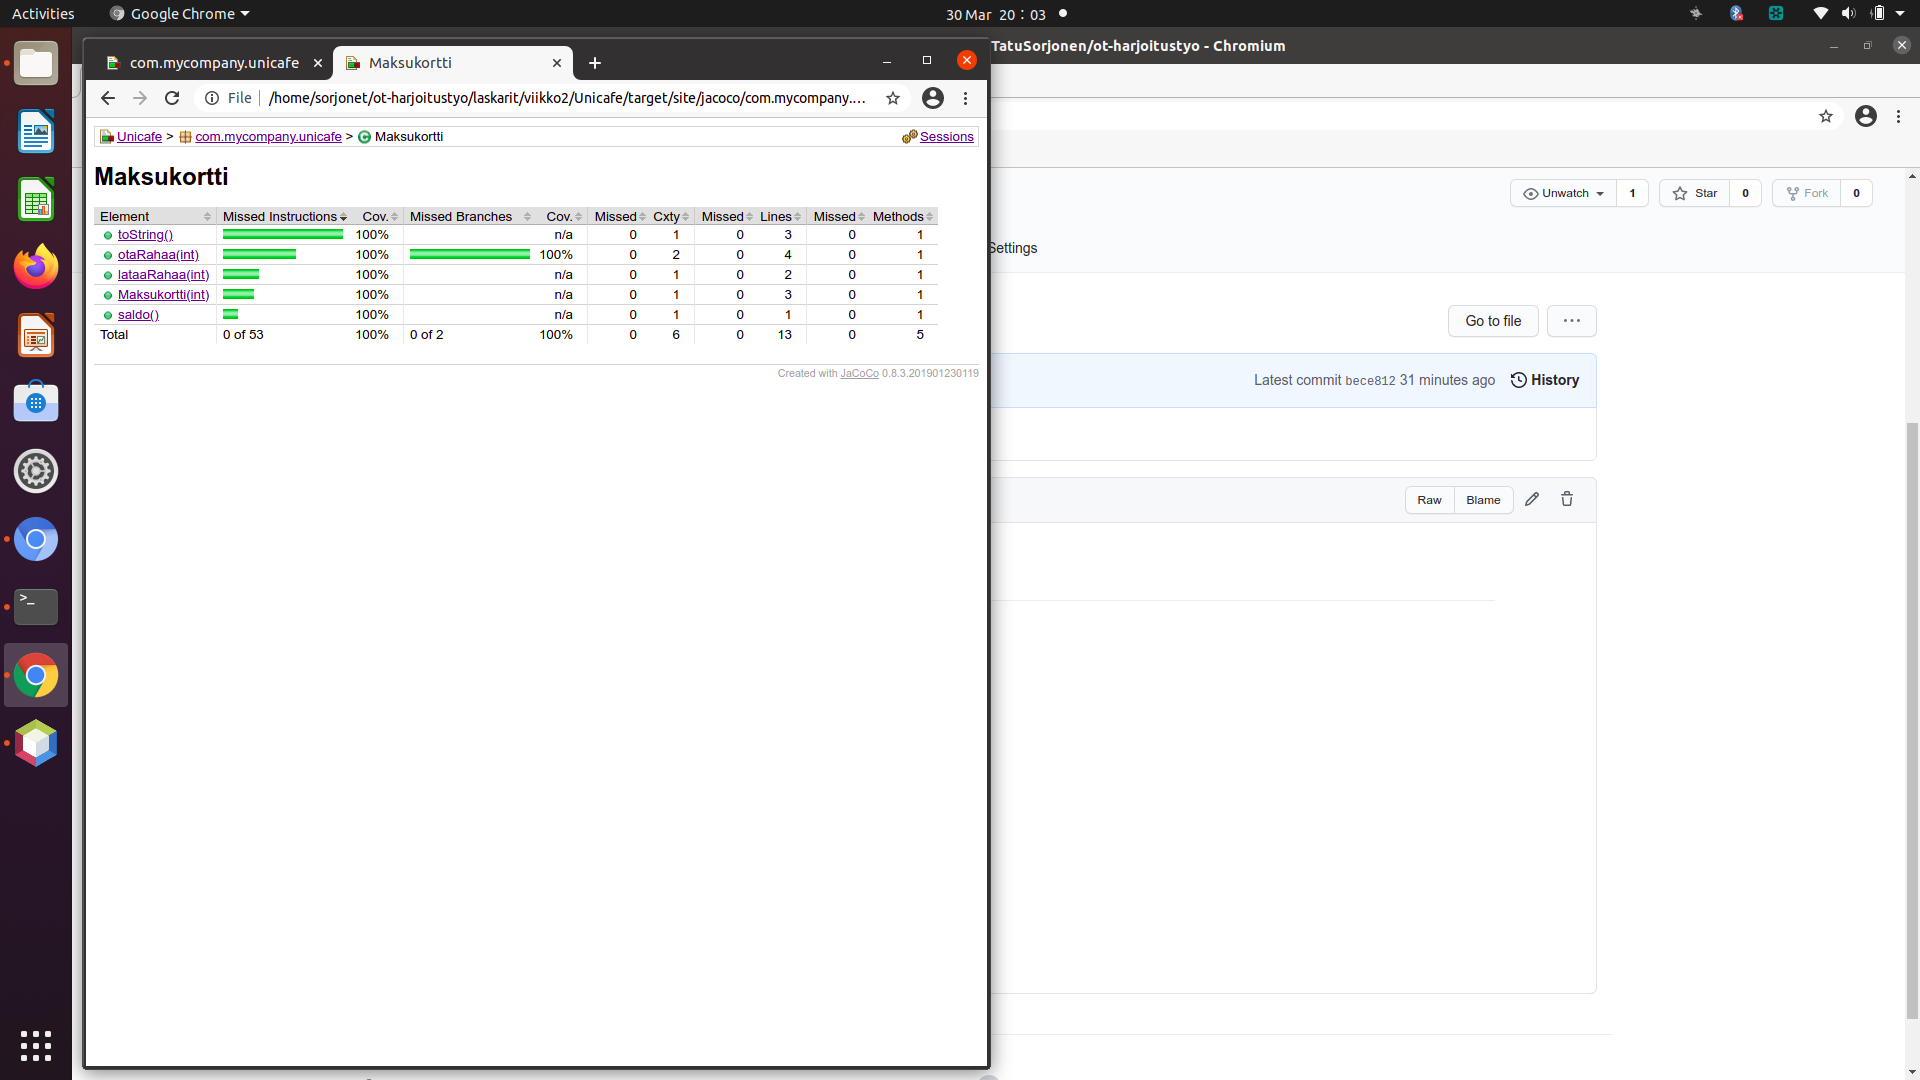 Activities
Google Chrome
30 Mar 20:03
com.mycompany.unicafe
Maksukortti
TatuSorjonen/ot-harjoitustyo - Chromium
File
/home/sorjonet/ot-harjoitustyo/laskarit/viikko2/Unicafe/target/site/jacoco/com.mycompany....
Unicafe > com.mycompany.unicafe > Maksukortti
Sessions
Maksukortti
Element Missed Instructions Cov. Missed Branches Cov. Missed Cxty Missed Lines Missed Methods
toString() 100% n/a 0 1 0 3 0 1
otaRahaa(int) 100% 100% 0 2 0 4 0 1
lataaRahaa(int) 100% n/a 0 1 0 2 0 1
Maksukortti(int) 100% n/a 0 1 0 3 0 1
saldo() 100% n/a 0 1 0 1 0 1
Total 0 of 53 100% 0 of 2 100% 0 6 0 13 0 5
Created with JaCoCo 0.8.3.201901230119
Unwatch 1 Star 0 Fork 0
Settings
Go to file
Latest commit bece812 31 minutes ago History
Raw Blame